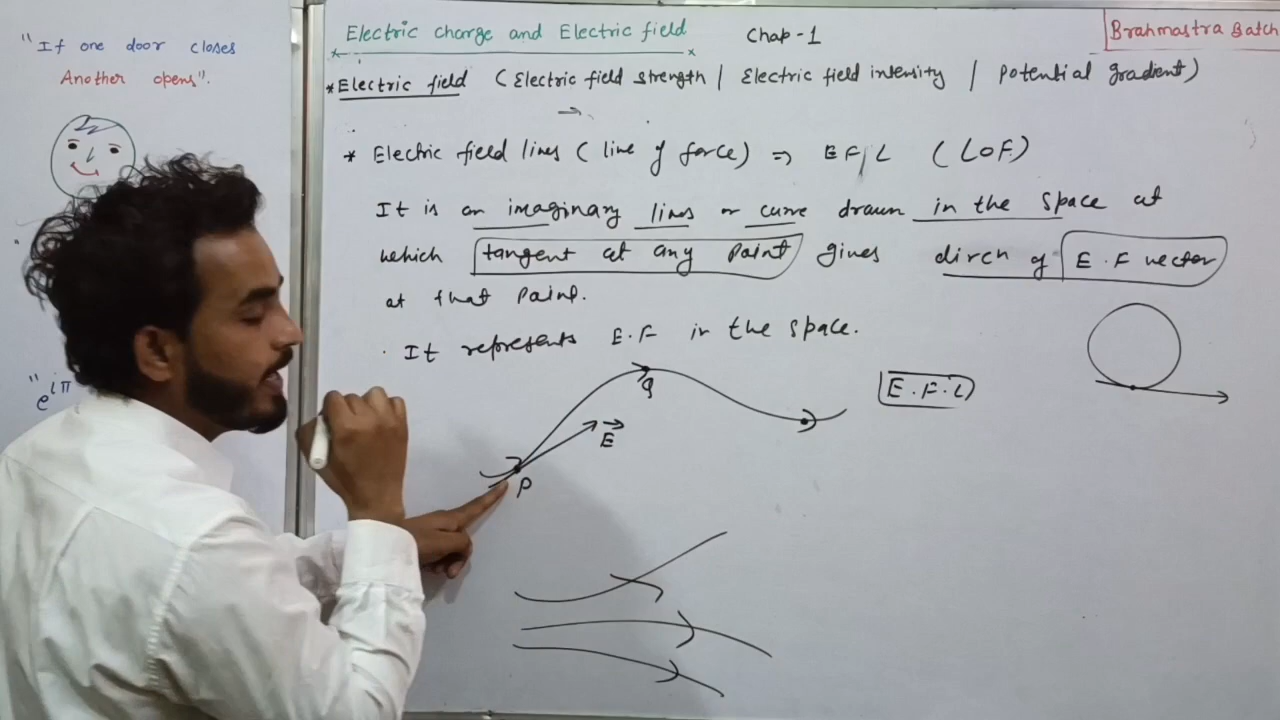 "If one door closes
Another opens".
"e^iπ
Electric charge and Electric field
Chap-1
Brahmastra Batch
* Electric field (Electric field strength | Electric field intensity | potential gradient)
* Electric field lines (line of force) => EF/L (LOF)
It is an imaginary lines or curve drawn in the space at
which tangent at any point gives dircn of E.F vector
at that point.
It represents E.F in the space.
Q
E.F.L
E
P